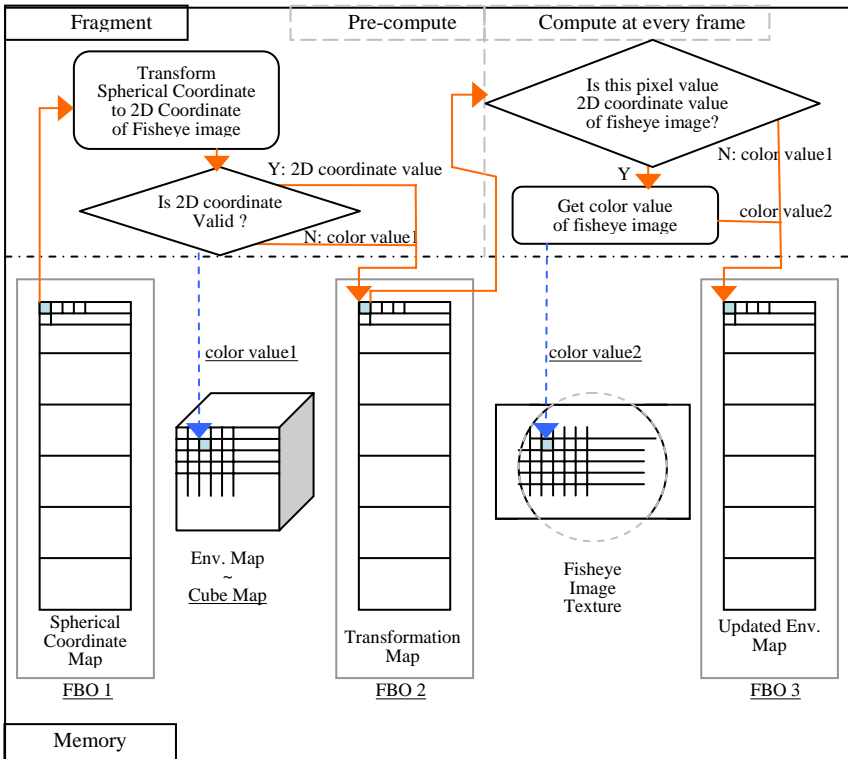 Fragment
Pre-compute
Compute at every frame
Transform
Spherical Coordinate
to 2D Coordinate
of Fisheye image
Is this pixel value
2D coordinate value
of fisheye image?
Y: 2D coordinate value
N: color value1
Y
Is 2D coordinate
Valid ?
N: color value1
Get color value
of fisheye image
color value2
color value1
color value2
Env. Map
~
Cube Map
Fisheye
Image
Texture
Spherical
Coordinate
Map
Transformation
Map
Updated Env.
Map
FBO 1
FBO 2
FBO 3
Memory